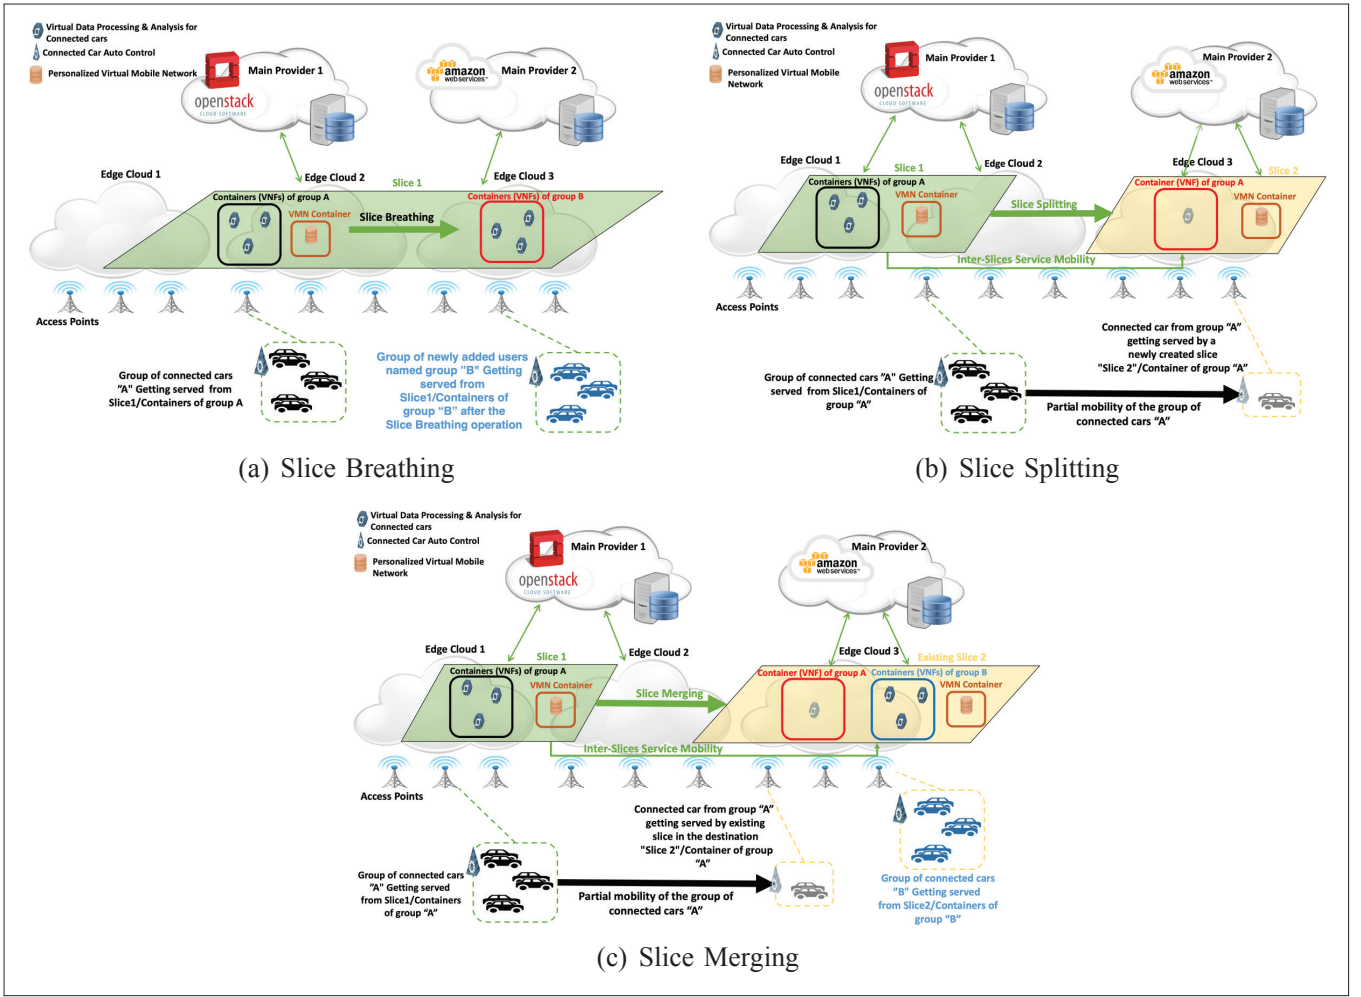 Virtual Data Processing & Analysis for
Connected cars
Connected Car Auto Control
Personalized Virtual Mobile Network
Main Provider 1
openstack
CLOUD SOFTWARE
amazon
webservices™
Main Provider 2
Edge Cloud 1
Edge Cloud 2
Slice 1
Edge Cloud 3
Containers (VNFs) of group A
VMN Container
Slice Breathing
Containers (VNFs) of group B
Access Points
Group of connected cars
"A" Getting served from
Slice1/Containers of group A
Group of newly added users
named group "B" Getting
served from
Slice1/Containers of
group "B" after the
Slice Breathing operation
(a) Slice Breathing
Virtual Data Processing & Analysis for
Connected cars
Connected Car Auto Control
Personalized Virtual Mobile
Network
Main Provider 1
openstack
CLOUD SOFTWARE
Main Provider 2
amazon
webservices™
Edge Cloud 1
Slice 1
Edge Cloud 2
Edge Cloud 3
Slice 2
Containers (VNFs) of group A
VMN Container
Slice Splitting
Container (VNF) of group A
VMN Container
Inter-Slices Service Mobility
Access Points
Connected car from group "A"
getting served by a
newly created slice
"Slice 2"/Container of group "A"
Group of connected cars "A" Getting
served from Slice1/Containers of
group "A"
Partial mobility of the group of
connected cars "A"
(b) Slice Splitting
Virtual Data Processing & Analysis for
Connected cars
Connected Car Auto Control
Personalized Virtual Mobile
Network
Main Provider 1
openstack
CLOUD SOFTWARE
Main Provider 2
amazon
webservices™
Edge Cloud 1
Slice 1
Edge Cloud 2
Edge Cloud 3
Existing Slice 2
Containers (VNFs) of group A
VMN Container
Slice Merging
Container (VNF) of group A
Containers (VNFs) of group B
VMN Container
Inter-Slices Service Mobility
Access Points
Connected car from group "A"
getting served by existing
slice in the destination
"Slice 2"/Container of group
"A"
Group of connected cars
"A" Getting served
from Slice1/Containers
of group "A"
Partial mobility of the group of
connected cars "A"
Group of connected cars
"B" Getting served
from Slice2/Containers of
group "B"
(c) Slice Merging